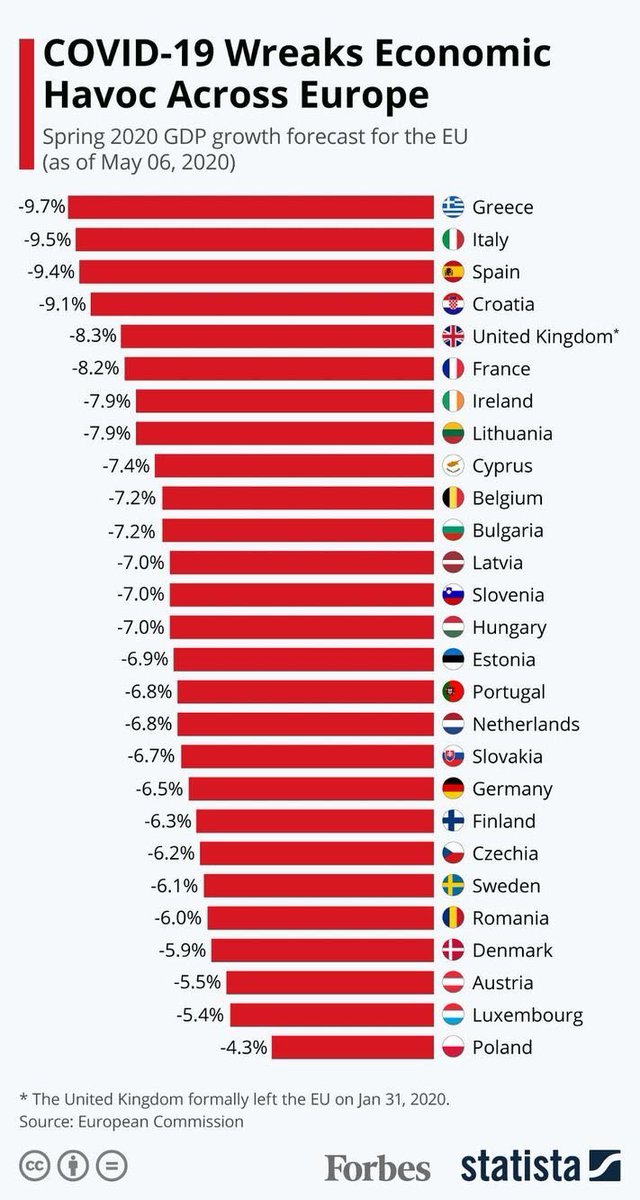 COVID-19 Wreaks Economic
Havoc Across Europe
Spring 2020 GDP growth forecast for the EU
(as of May 06, 2020)
-9.7% Greece
-9.5% Italy
-9.4% Spain
-9.1% Croatia
-8.3% United Kingdom*
-8.2% France
-7.9% Ireland
-7.9% Lithuania
-7.4% Cyprus
-7.2% Belgium
-7.2% Bulgaria
-7.0% Latvia
-7.0% Slovenia
-7.0% Hungary
-6.9% Estonia
-6.8% Portugal
-6.8% Netherlands
-6.7% Slovakia
-6.5% Germany
-6.3% Finland
-6.2% Czechia
-6.1% Sweden
-6.0% Romania
-5.9% Denmark
-5.5% Austria
-5.4% Luxembourg
-4.3% Poland
* The United Kingdom formally left the EU on Jan 31, 2020.
Source: European Commission
cc Forbes statista